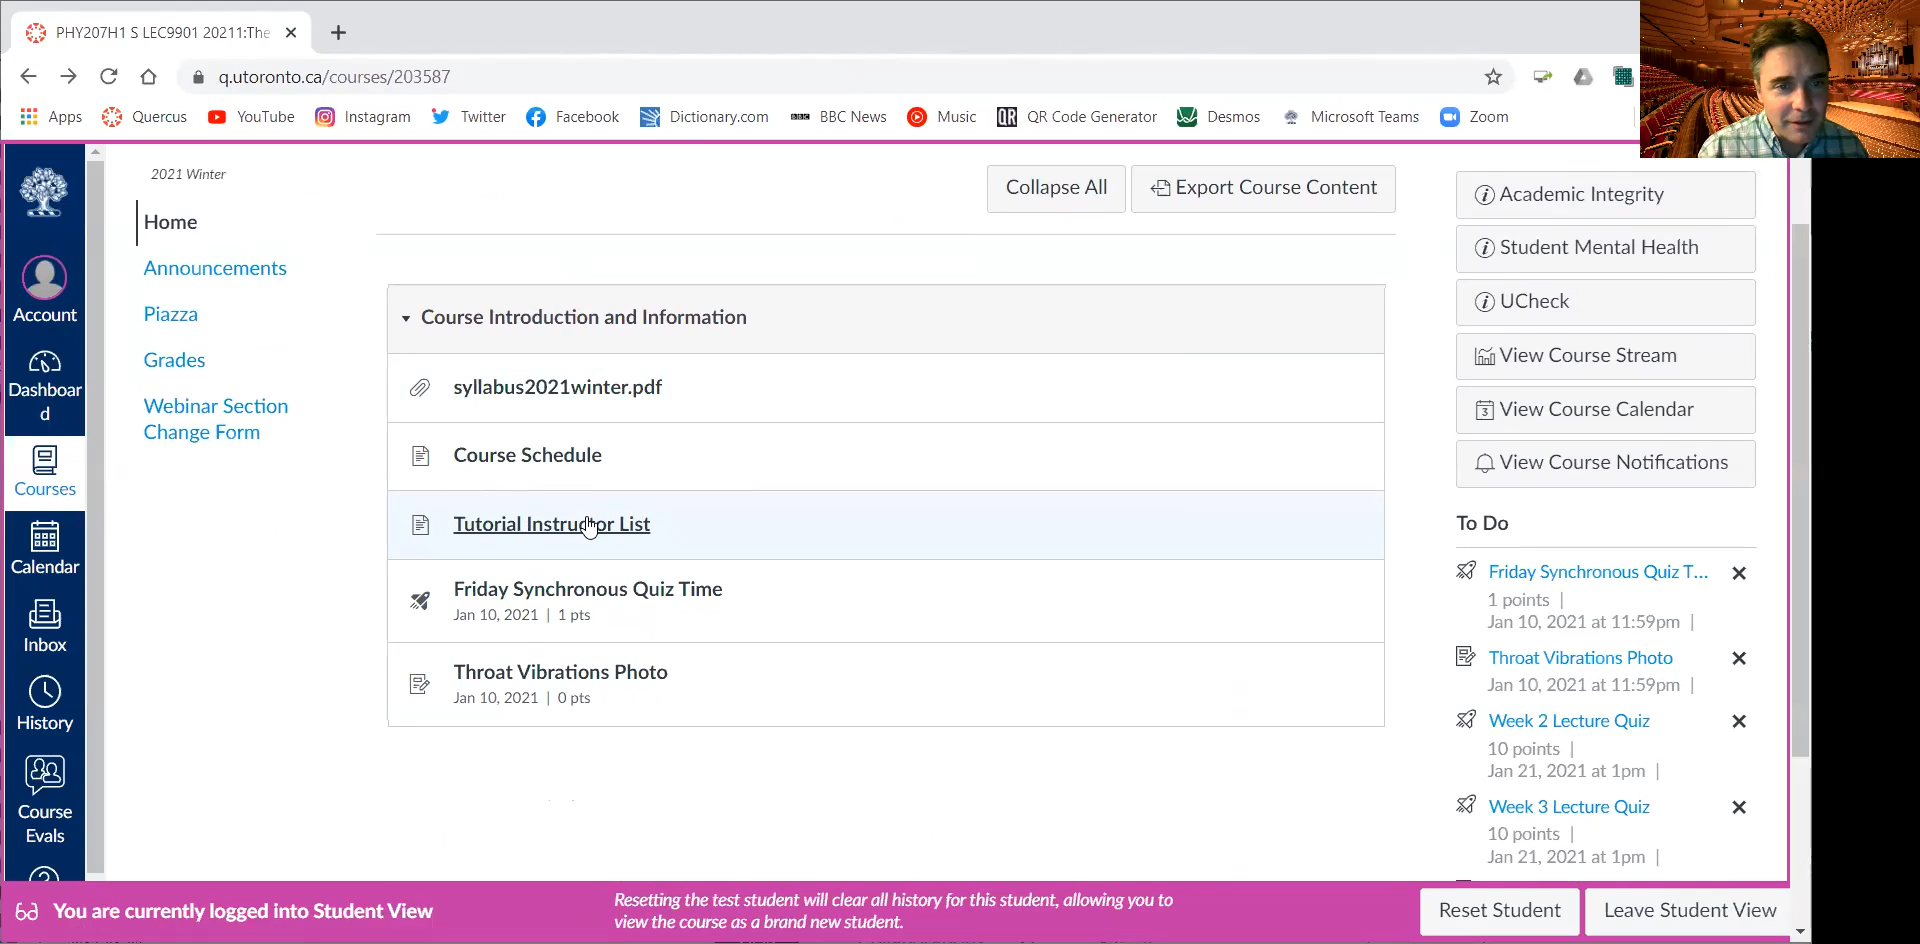 PHY207H1 S LEC9901 20211:The
q.utoronto.ca/courses/203587
Apps Quercus YouTube Instagram Twitter Facebook Dictionary.com BBC NEWS BBC News Music QR QR Code Generator Desmos Microsoft Teams Zoom
Account
Dashboar
d
Courses
Calendar
Inbox
History
Course
Evals
2021 Winter
Home
Announcements
Piazza
Grades
Webinar Section
Change Form
Collapse All
Export Course Content
Course Introduction and Information
syllabus2021winter.pdf
Course Schedule
Tutorial Instructor List
Friday Synchronous Quiz Time
Jan 10, 2021 | 1 pts
Throat Vibrations Photo
Jan 10, 2021 | 0 pts
Academic Integrity
Student Mental Health
UCheck
View Course Stream
3 View Course Calendar
View Course Notifications
To Do
Friday Synchronous Quiz T...
1 points |
Jan 10, 2021 at 11:59pm |
Throat Vibrations Photo
Jan 10, 2021 at 11:59pm |
Week 2 Lecture Quiz
10 points |
Jan 21, 2021 at 1pm |
Week 3 Lecture Quiz
10 points |
Jan 21, 2021 at 1pm |
You are currently logged into Student View
Resetting the test student will clear all history for this student, allowing you to
view the course as a brand new student.
Reset Student
Leave Student View